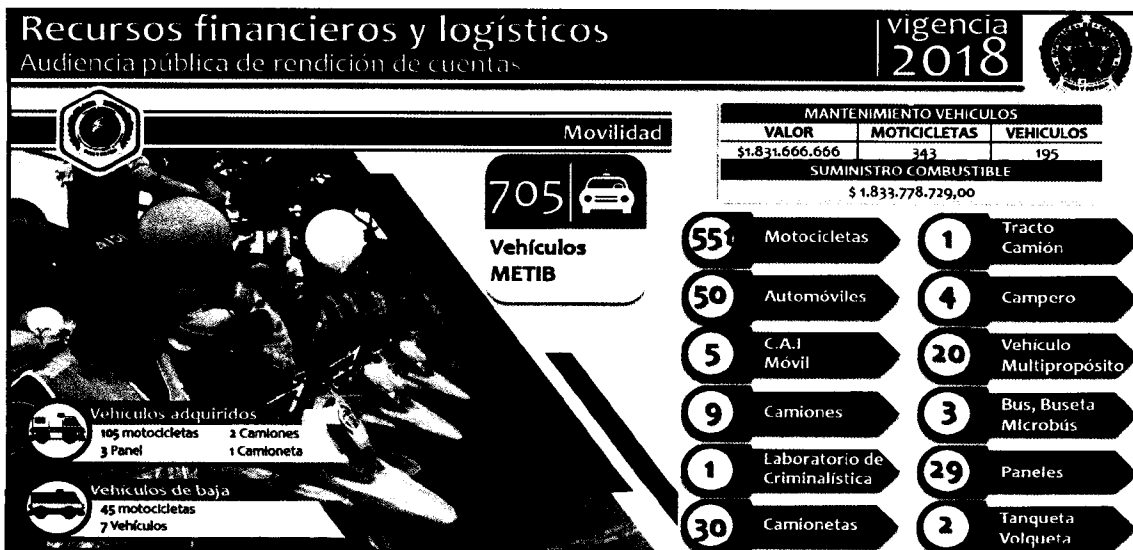 Recursos financieros y logísticos
Audiencia pública de rendición de cuentas
vigencia
2018
Movilidad
MANTENIMIENTO VEHICULOS
VALOR MOTICICLETAS VEHICULOS
$1.831.666.666 343 195
SUMINISTRO COMBUSTIBLE
$ 1.833.778.729,00
705
Vehículos
METIB
551 Motocicletas
50 Automóviles
5 C.A.I
Móvil
9 Camiones
1 Laboratorio de
Criminalística
30 Camionetas
1 Tracto
Camión
4 Campero
20 Vehículo
Multipropósito
3 Bus, Buseta
Microbús
29 Paneles
2 Tanqueta
Volqueta
Vehículos adquiridos
105 motocicletas 2 Camiones
3 Panel 1 Camioneta
Vehículos de baja
45 motocicletas
7 Vehículos